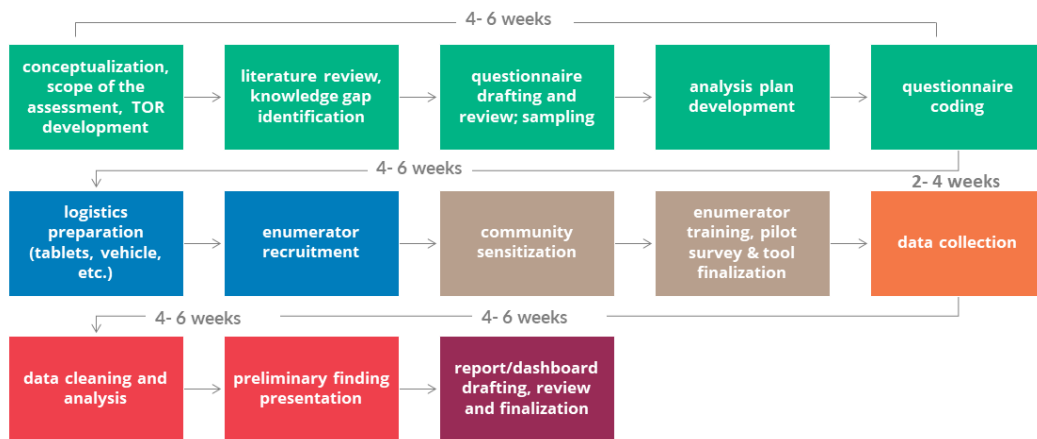 4- 6 weeks
conceptualization,
scope of the
assessment, TOR
development
literature review,
knowledge gap
identification
questionnaire
drafting and
review; sampling
analysis plan
development
questionnaire
coding
4- 6 weeks
2- 4 weeks
logistics
preparation
(tablets, vehicle,
etc.)
enumerator
recruitment
community
sensitization
enumerator
training, pilot
survey & tool
finalization
data collection
4- 6 weeks
4- 6 weeks
data cleaning and
analysis
preliminary finding
presentation
report/dashboard
drafting, review
and finalization